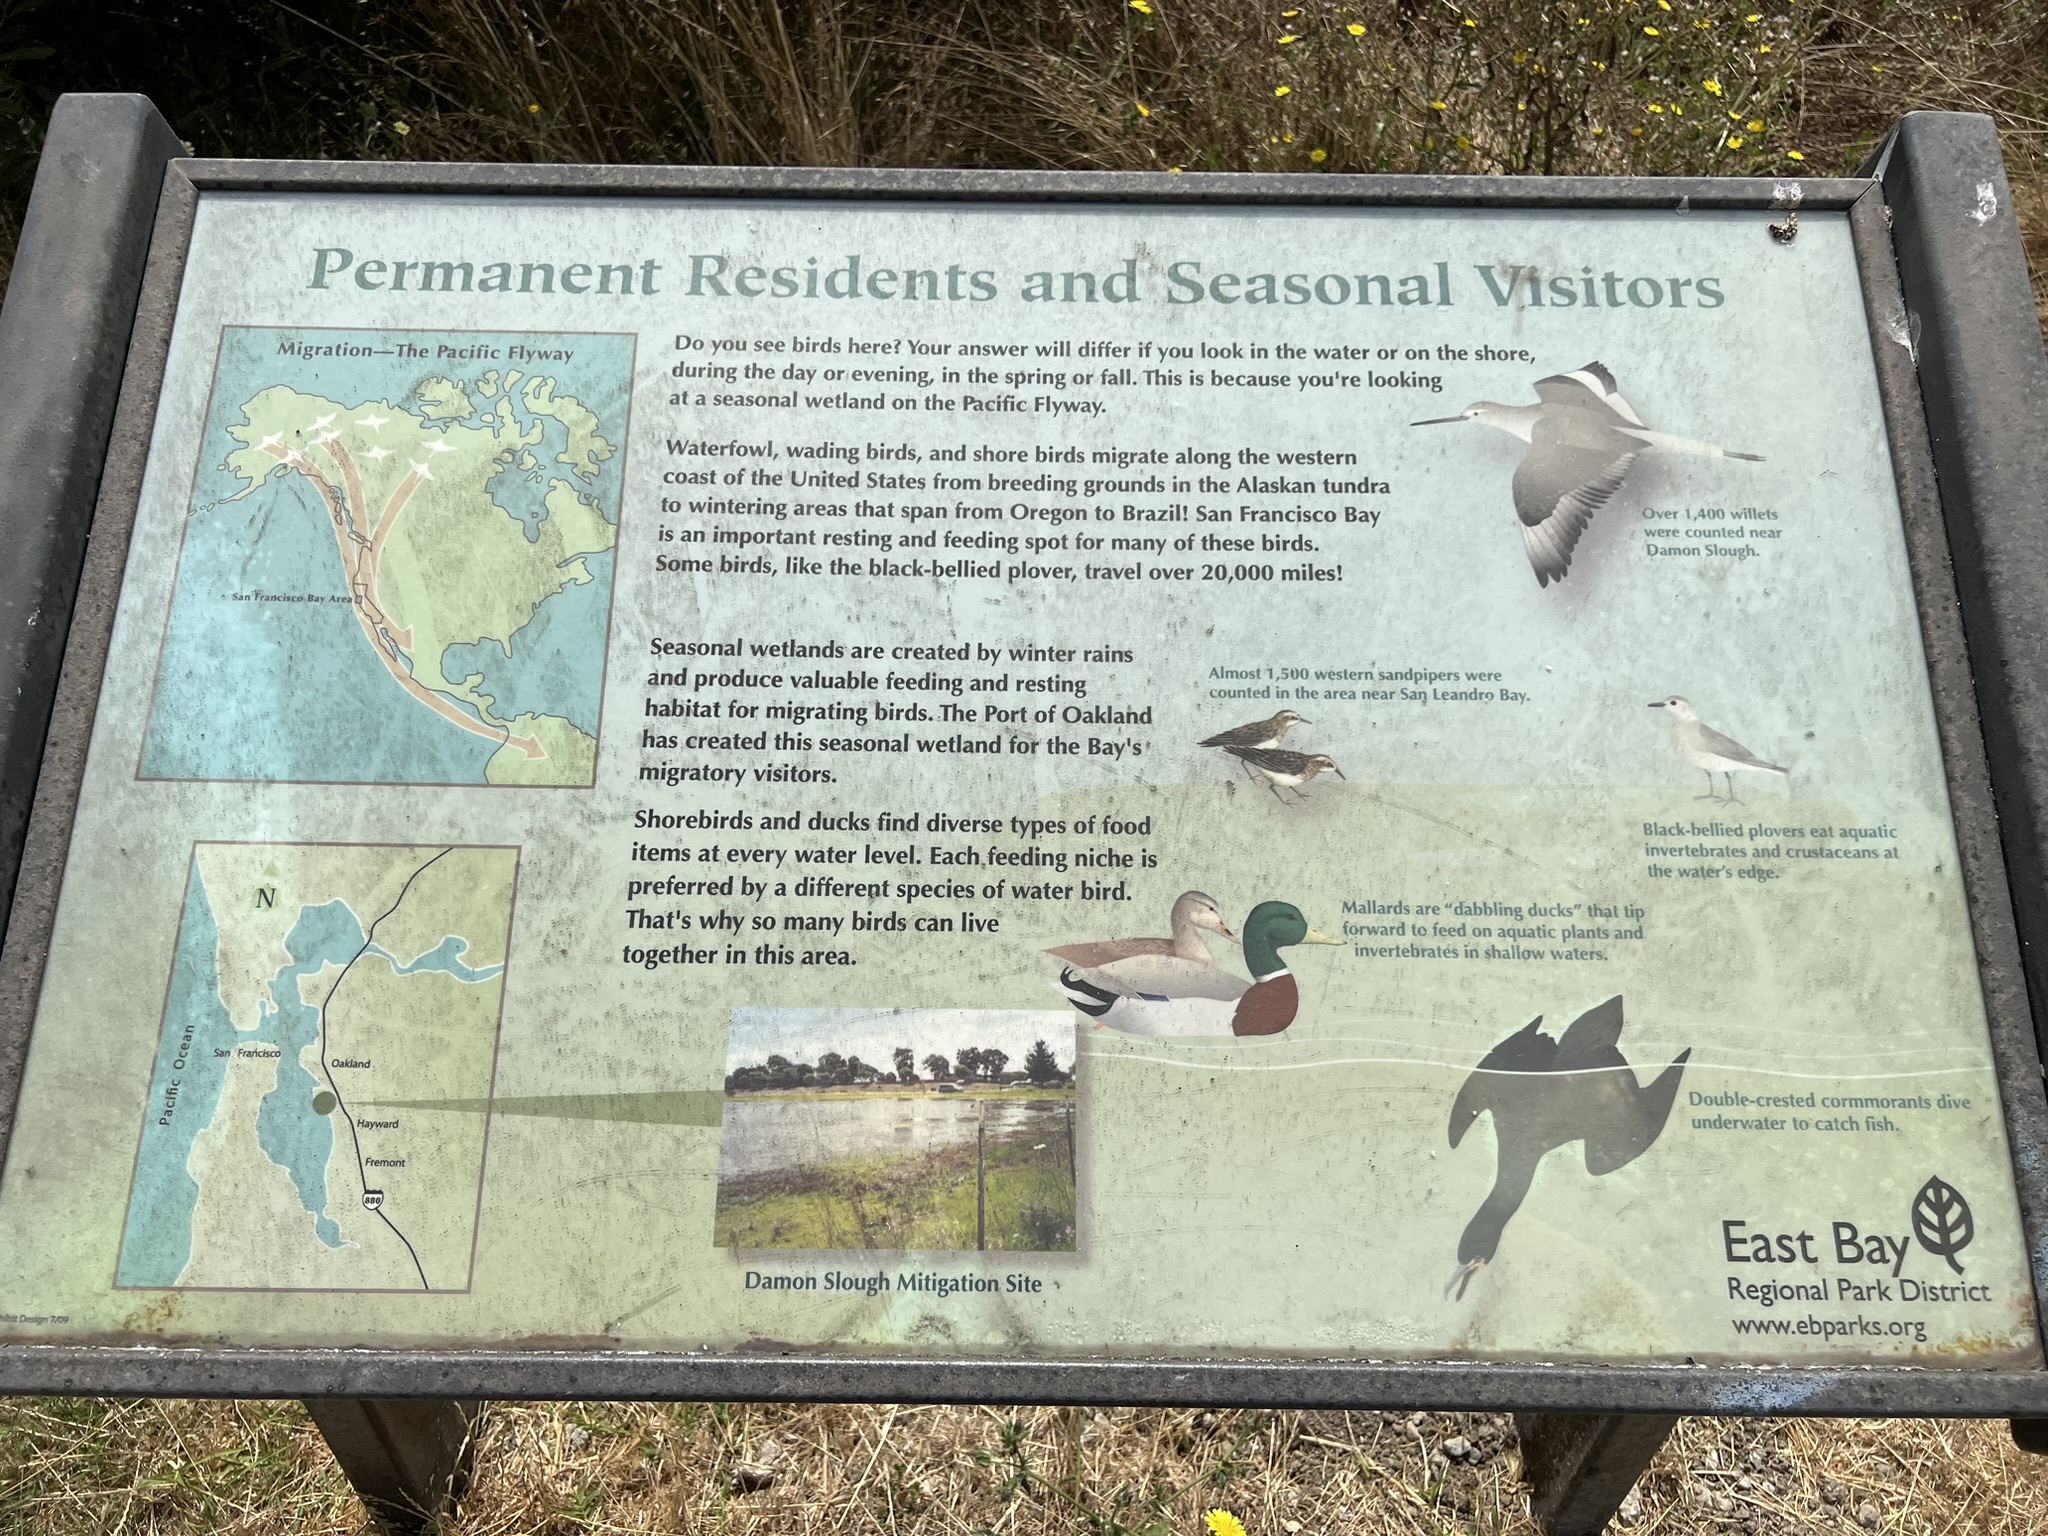 Permanent Residents and Seasonal Visitors
Migration—The Pacific Flyway
San Francisco Bay Area
Do you see birds here? Your answer will differ if you look in the water or on the shore,
during the day or evening, in the spring or fall. This is because you're looking
at a seasonal wetland on the Pacific Flyway.
Waterfowl, wading birds, and shore birds migrate along the western
coast of the United States from breeding grounds in the Alaskan tundra
to wintering areas that span from Oregon to Brazil! San Francisco Bay
is an important resting and feeding spot for many of these birds.
Some birds, like the black-bellied plover, travel over 20,000 miles!
Over 1,400 willets
were counted near
Damon Slough.
Seasonal wetlands are created by winter rains
and produce valuable feeding and resting
habitat for migrating birds. The Port of Oakland
has created this seasonal wetland for the Bay's
migratory visitors.
Almost 1,500 western sandpipers were
counted in the area near San Leandro Bay.
Black-bellied plovers eat aquatic
invertebrates and crustaceans at
the water's edge.
Shorebirds and ducks find diverse types of food
items at every water level. Each feeding niche is
preferred by a different species of water bird.
That's why so many birds can live
together in this area.
Mallards are "dabbling ducks" that tip
forward to feed on aquatic plants and
invertebrates in shallow waters.
Double-crested cormmorants dive
underwater to catch fish.
N
Pacific Ocean
San Francisco
Oakland
Hayward
Fremont
880
Damon Slough Mitigation Site
East Bay
Regional Park District
www.ebparks.org
Design 7/09